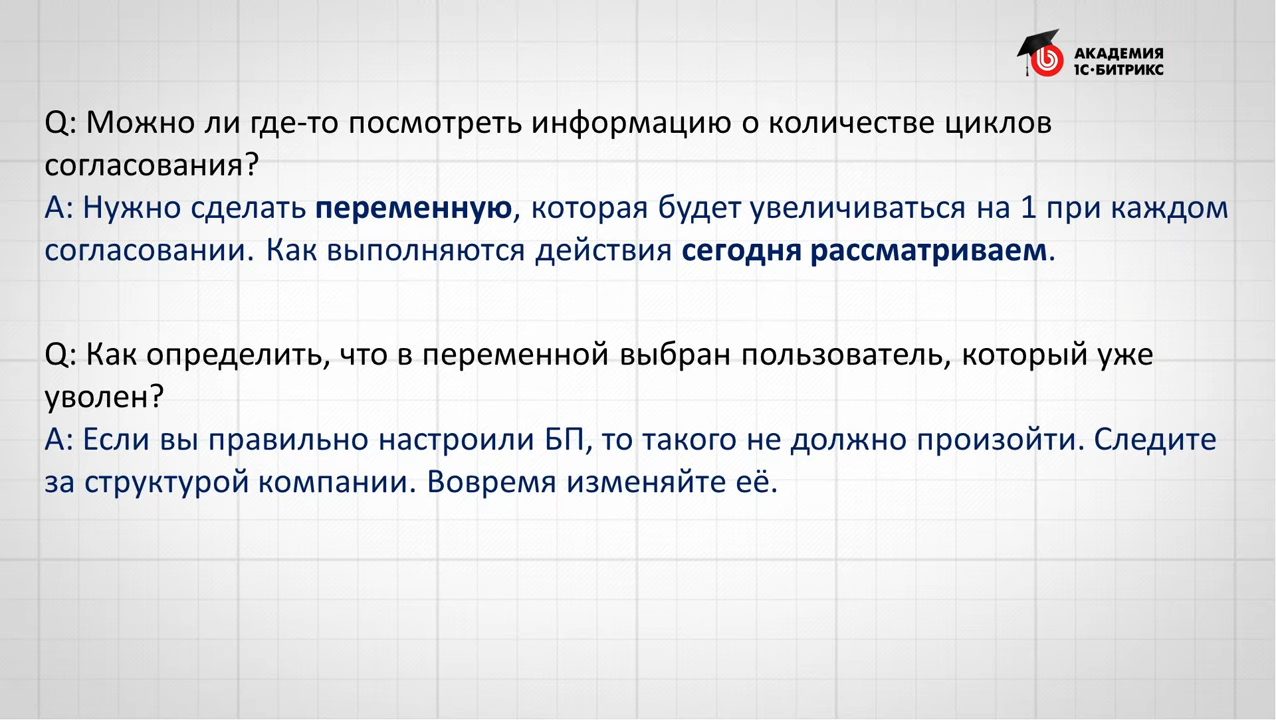 АКАДЕМИЯ
1С·БИТРИКС
Q: Можно ли где-то посмотреть информацию о количестве циклов
согласования?
А: Нужно сделать переменную, которая будет увеличиваться на 1 при каждом
согласовании. Как выполняются действия сегодня рассматриваем.
Q: Как определить, что в переменной выбран пользователь, который уже
уволен?
А: Если вы правильно настроили БП, то такого не должно произойти. Следите
за структурой компании. Вовремя изменяйте её.